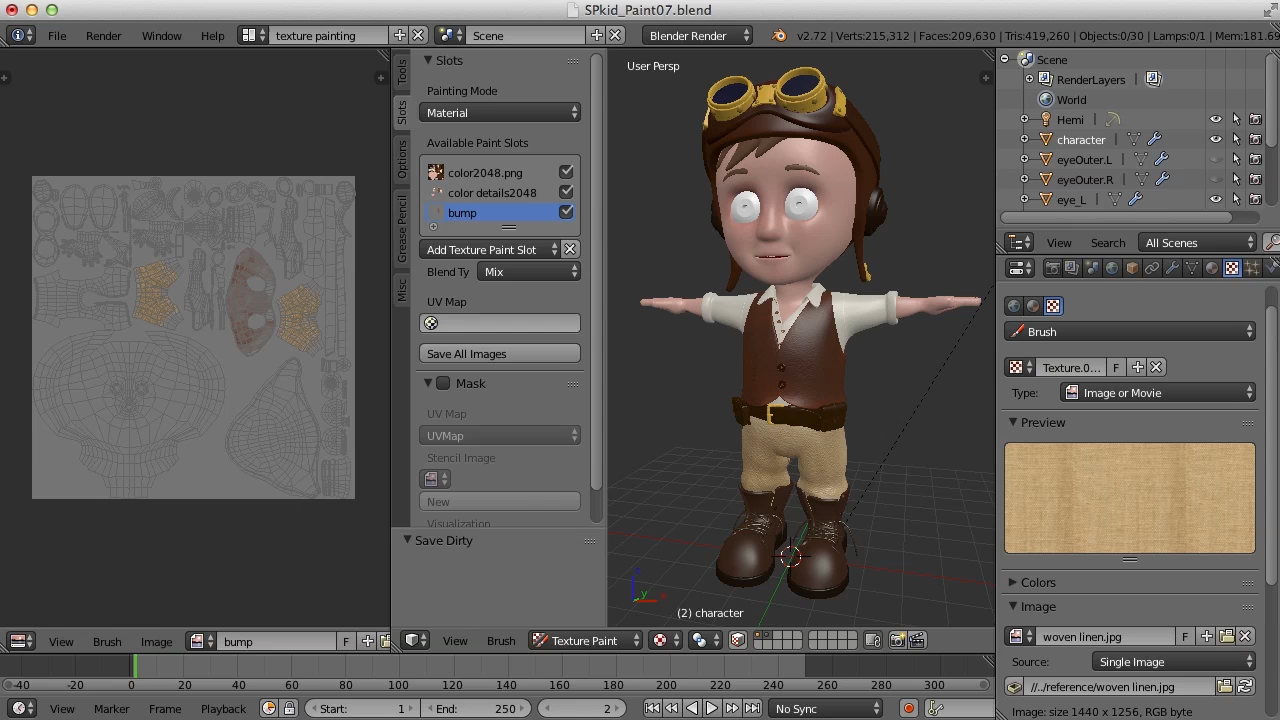 SPkid_Paint07.blend
File Render Window Help texture painting Scene Blender Render v2.72 | Verts:215,312 | Faces:209,630 | Tris:419,260 | Objects:0/30 | Lamps:0/1 | Mem:181.69
Tools
Slots
Options
Grease Pencil
Misc
Slots
Painting Mode
Material
Available Paint Slots
color2048.png
color details2048
bump
Add Texture Paint Slot
Blend Ty Mix
UV Map
Save All Images
Mask
UV Map
UVMap
Stencil Image
New
Visualization
Save Dirty
User Persp
(2) character
z
y
x
Scene
RenderLayers
World
Hemi
character
eyeOuter.L
eyeOuter.R
eye_L
View Search All Scenes
Brush
Texture.0... F
Type: Image or Movie
Preview
Colors
Image
woven linen.jpg F
Source: Single Image
//../reference/woven linen.jpg
Image: size 1440 x 1256, RGB byte
View Brush Image bump F
View Brush Texture Paint
-40 -20 0 20 40 60 80 100 120 140 160 180 200 220 240 260 280 300
View Marker Frame Playback Start: 1 End: 250 2 No Sync